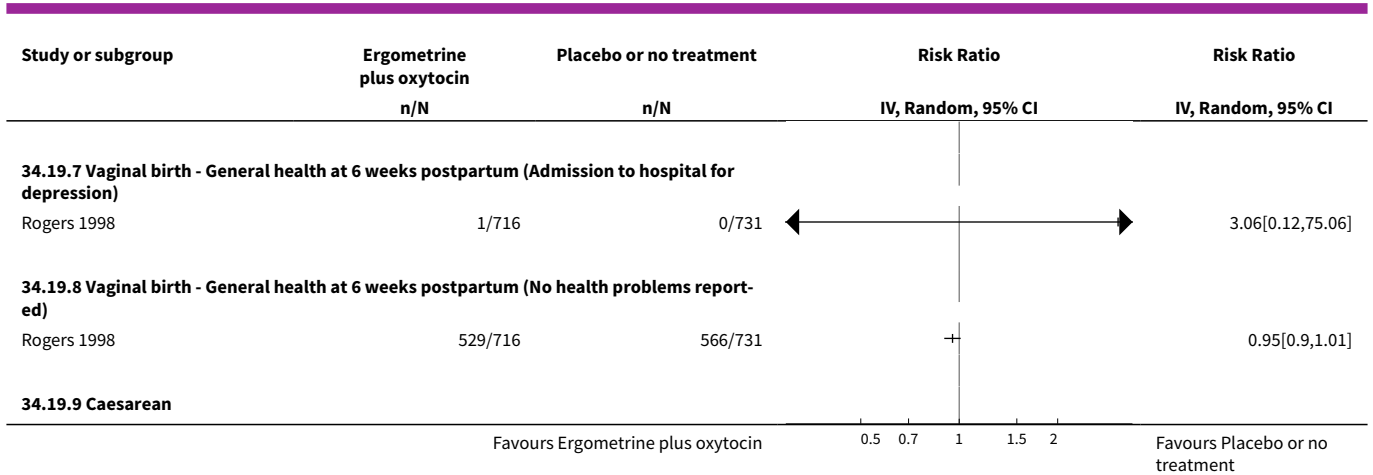 Study or subgroup Ergometrine Placebo or no treatment Risk Ratio Risk Ratio
plus oxytocin
n/N n/N IV, Random, 95% CI IV, Random, 95% CI
34.19.7 Vaginal birth - General health at 6 weeks postpartum (Admission to hospital for
depression)
Rogers 1998 1/716 0/731 3.06[0.12,75.06]
34.19.8 Vaginal birth - General health at 6 weeks postpartum (No health problems report-
ed)
Rogers 1998 529/716 566/731 0.95[0.9,1.01]
34.19.9 Caesarean
Favours Ergometrine plus oxytocin 0.5 0.7 1 1.5 2 Favours Placebo or no
treatment